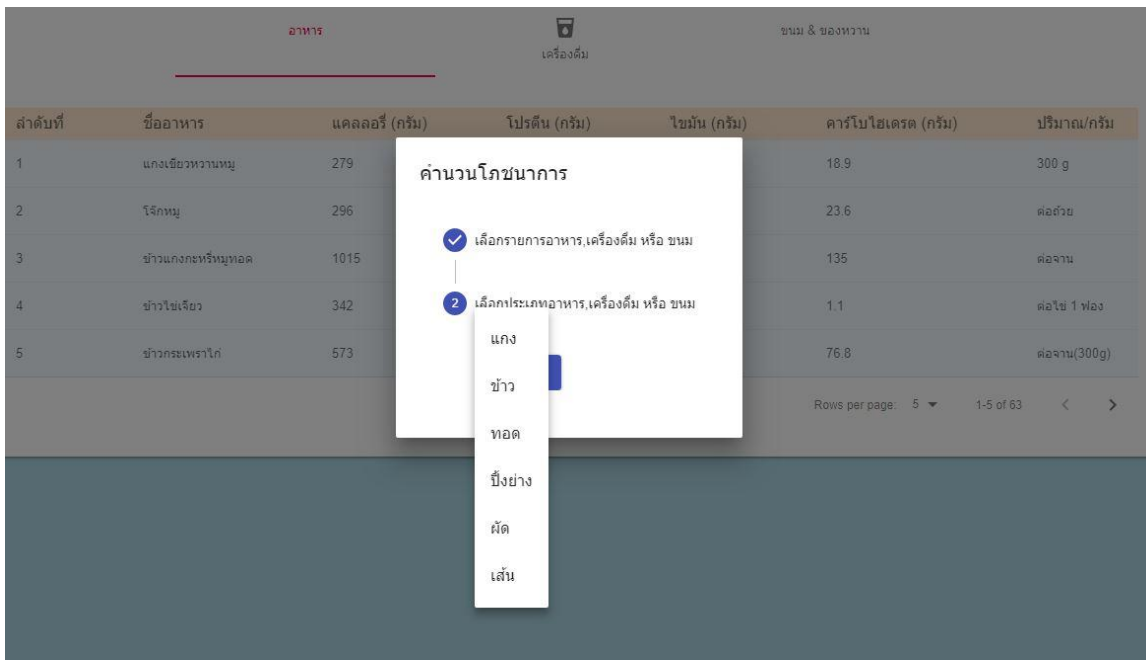 อาหาร
เครื่องดื่ม
ขนม & ของหวาน
ลำดับที่ ชื่ออาหาร แคลลอรี่ (กรัม) โปรตีน (กรัม) ไขมัน (กรัม) คาร์โบไฮเดรต (กรัม) ปริมาณ/กรัม
1 แกงเขียวหวานหมู 279 18.9 300 g
2 โจ๊กหมู 296 23.6 ต่อถ้วย
3 ข้าวแกงกะหรี่หมูทอด 1015 135 ต่อจาน
4 ข้าวไข่เจียว 342 1.1 ต่อไข่ 1 ฟอง
5 ข้าวกระเพราไก่ 573 76.8 ต่อจาน(300g)
Rows per page: 5 1-5 of 63
คำนวนโภชนาการ
เลือกรายการอาหาร,เครื่องดื่ม หรือ ขนม
2 เลือกประเภทอาหาร,เครื่องดื่ม หรือ ขนม
แกง
ข้าว
ทอด
ปิ้งย่าง
ผัด
เส้น